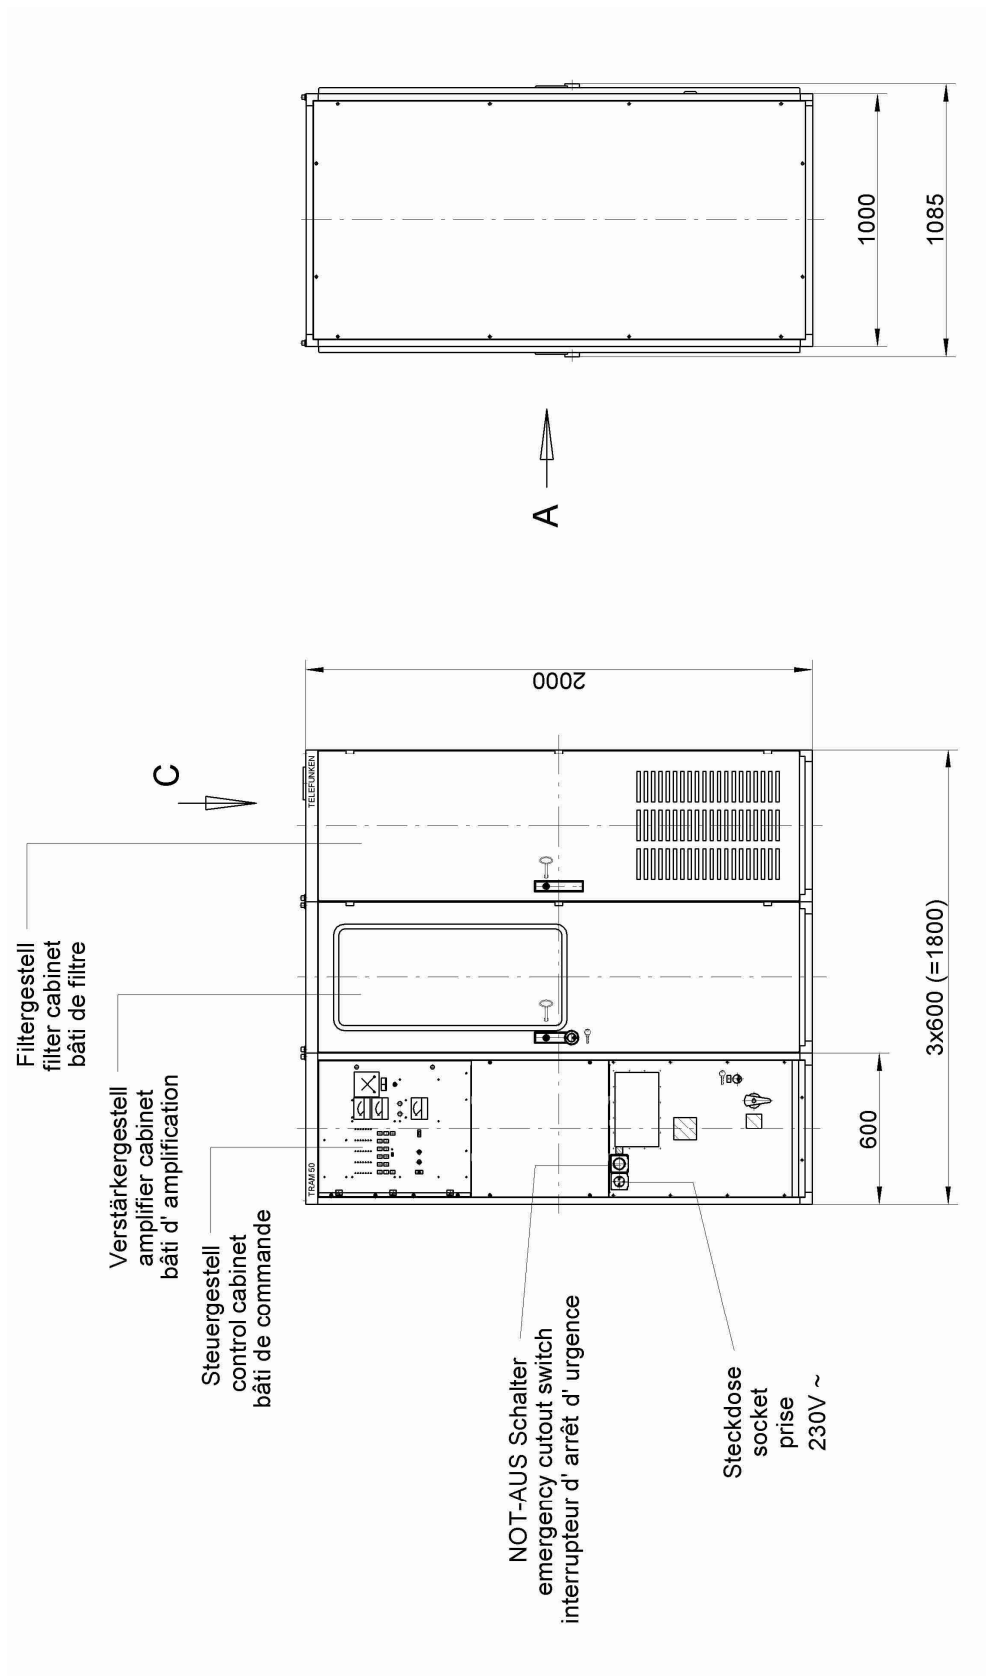 Filtergestell
filter cabinet
bâti de filtre
Verstärkergestell
amplifier cabinet
bâti d' amplification
Steuergestell
control cabinet
bâti de commande
NOT-AUS Schalter
emergency cutout switch
interrupteur d' arrêt d' urgence
Steckdose
socket
prise
230V ~
C
A
TRAM 50
TELEFUNKEN
2000
600
3x600 (=1800)
1000
1085